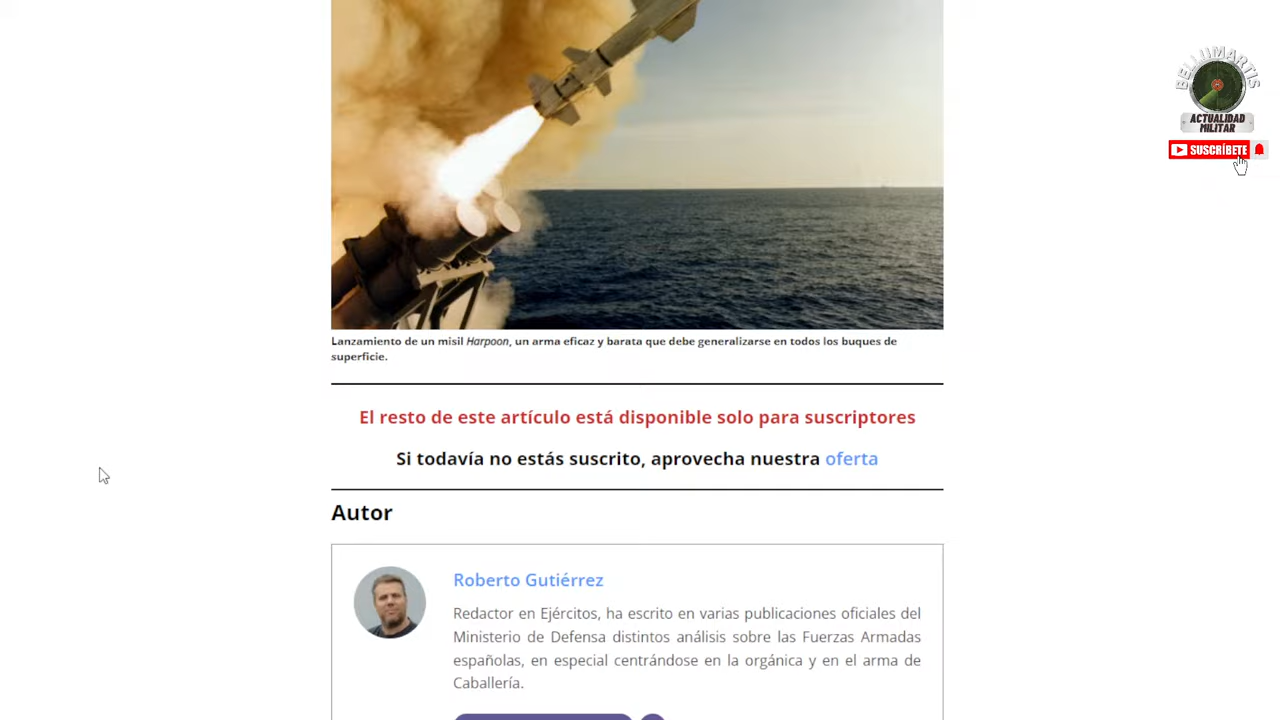 BELLUMARTIS
ACTUALIDAD
MILITAR
SUSCRÍBETE
Lanzamiento de un misil Harpoon, un arma eficaz y barata que debe generalizarse en todos los buques de
superficie.
El resto de este artículo está disponible solo para suscriptores
Si todavía no estás suscrito, aprovecha nuestra oferta
Autor
Roberto Gutiérrez
Redactor en Ejércitos, ha escrito en varias publicaciones oficiales del
Ministerio de Defensa distintos análisis sobre las Fuerzas Armadas
españolas, en especial centrándose en la orgánica y en el arma de
Caballería.